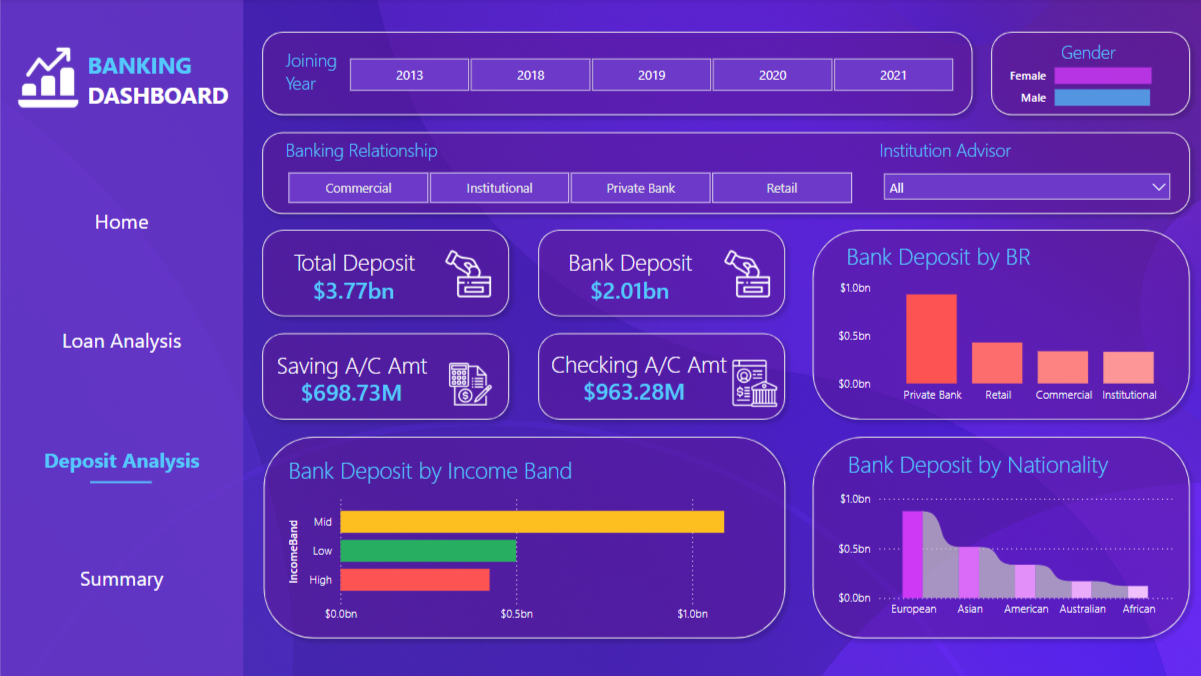 BANKING
DASHBOARD
Home
Loan Analysis
Deposit Analysis
Summary
Joining
Year
2013
2018
2019
2020
2021
Gender
Female
Male
Banking Relationship
Commercial
Institutional
Private Bank
Retail
Institution Advisor
All
Total Deposit
$3.77bn
Bank Deposit
$2.01bn
Saving A/C Amt
$698.73M
Checking A/C Amt
$963.28M
Bank Deposit by BR
$1.0bn
$0.5bn
$0.0bn
Private Bank
Retail
Commercial
Institutional
Bank Deposit by Income Band
IncomeBand
Mid
Low
High
$0.0bn
$0.5bn
$1.0bn
Bank Deposit by Nationality
$1.0bn
$0.5bn
$0.0bn
European
Asian
American
Australian
African